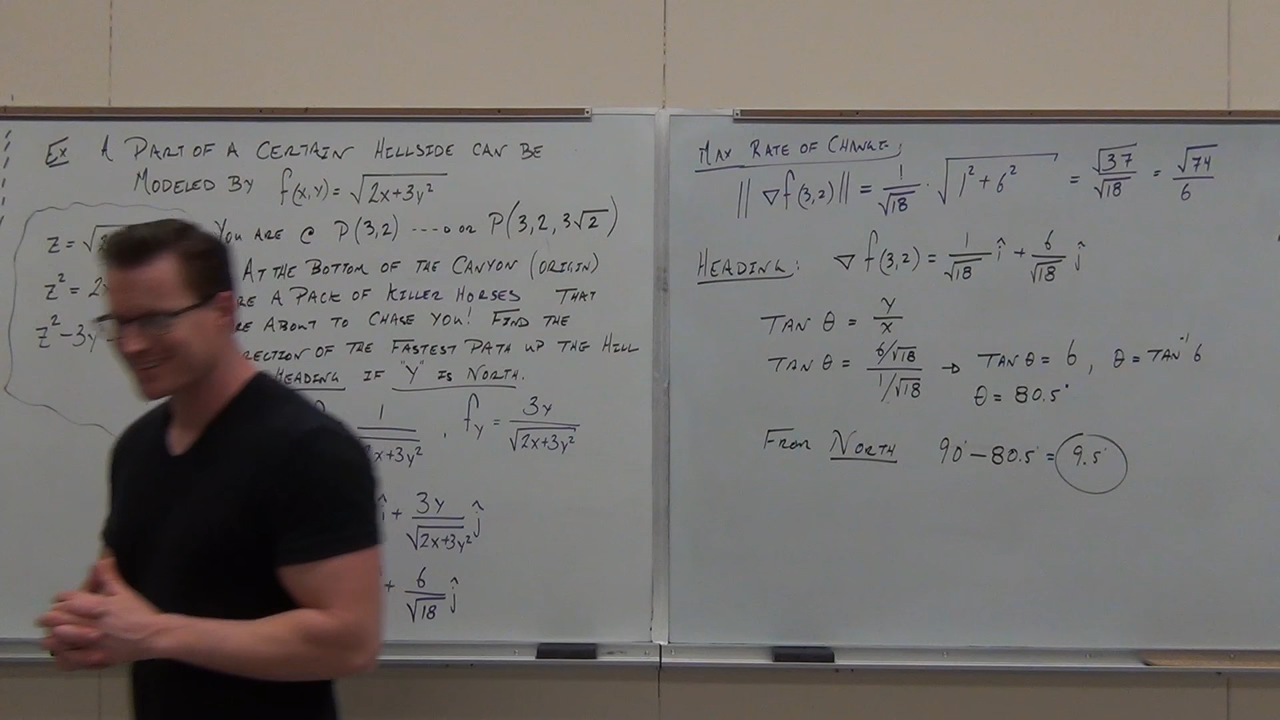 Ex A PART OF A CERTAIN HILLSIDE CAN BE
MODELED BY f(x,y) = √(2x+3y²)
YOU ARE @ P(3,2) ----→ OR P(3,2,3√2)
AT THE BOTTOM OF THE CANYON (ORIGIN)
A PACK OF KILLER HORSES THAT
ABOUT TO CHASE YOU! FIND THE
OF THE FASTEST PATH UP THE HILL
HEADING IF "Y" IS NORTH.
z = √
z² = 2
z² - 3y
1/√(2x+3y²) , f_y = 3y/√(2x+3y²)
î + 3y/√(2x+3y²) ĵ
+ 6/√18 ĵ
MAX RATE OF CHANGE:
||∇f(3,2)|| = 1/√18 · √(1²+6²) = √37/√18 = √74/6
HEADING: ∇f(3,2) = 1/√18 î + 6/√18 ĵ
TAN θ = Y/X
TAN θ = (6/√18)/(1/√18) → TAN θ = 6 , θ = TAN⁻¹ 6
θ = 80.5°
FROM NORTH 90° - 80.5° = 9.5°